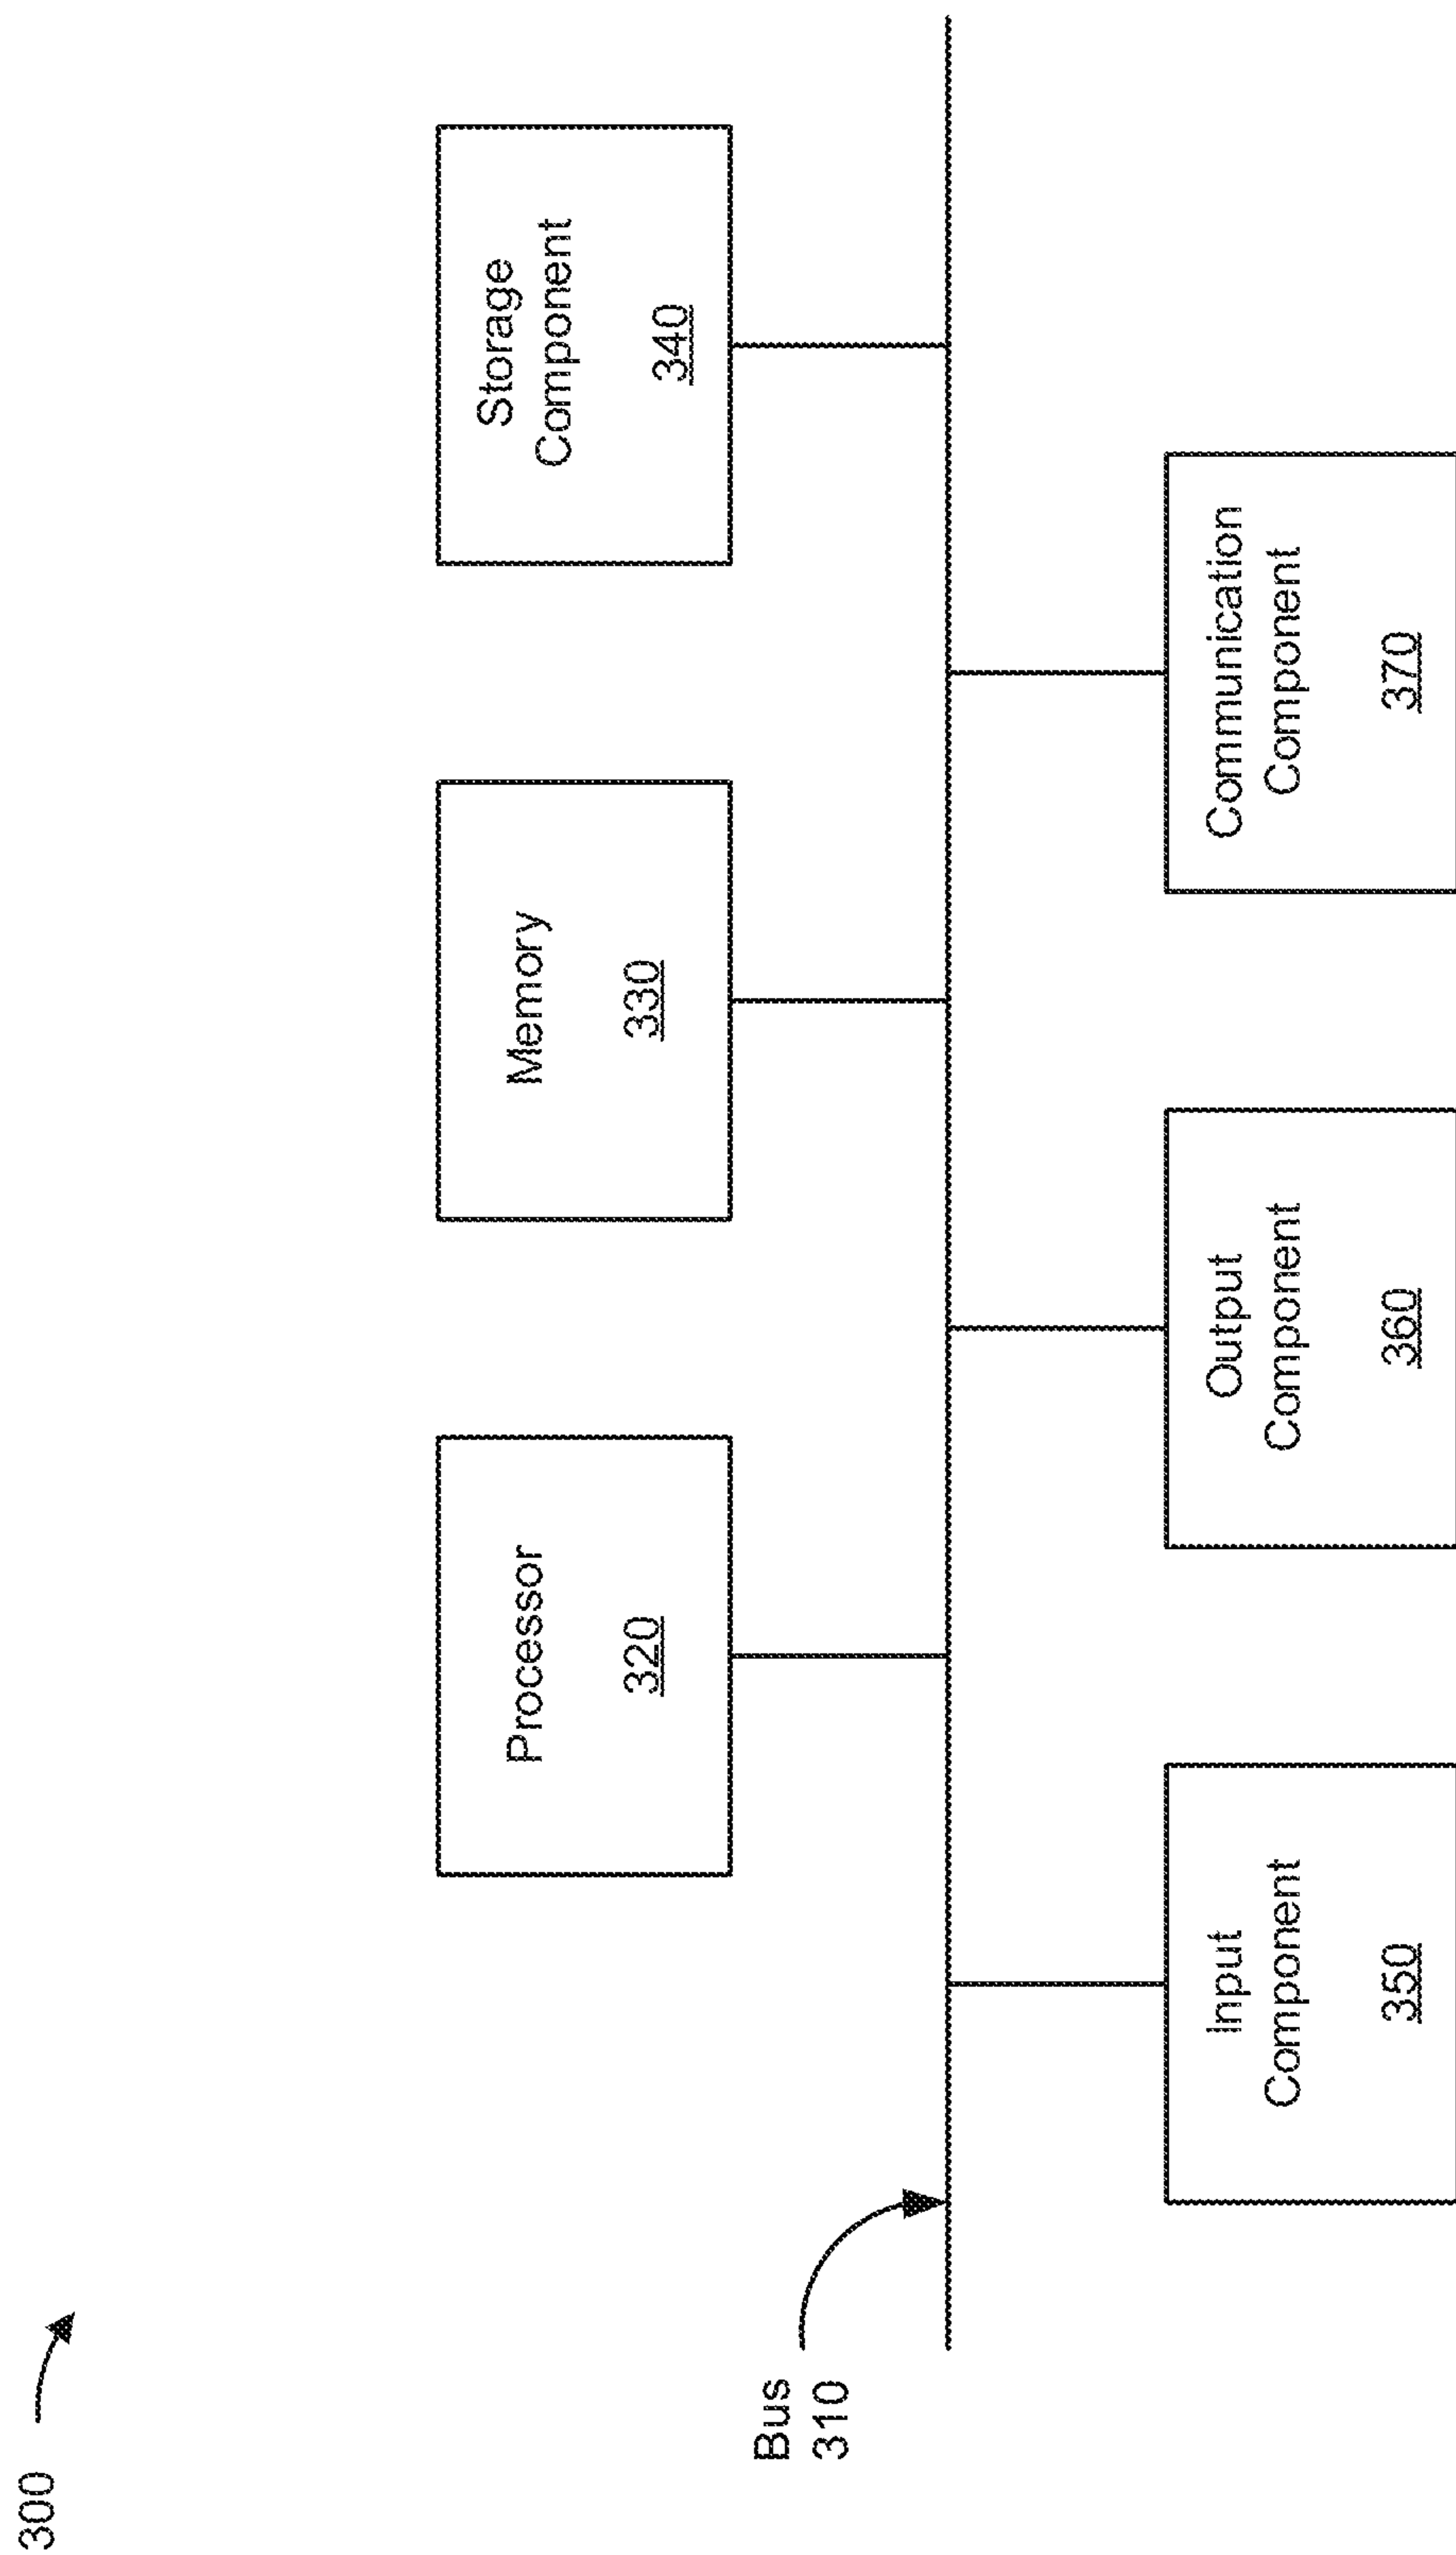 300
Processor
320
Memory
330
Storage
Component
340
Bus
310
Input
Component
350
Output
Component
360
Communication
Component
370